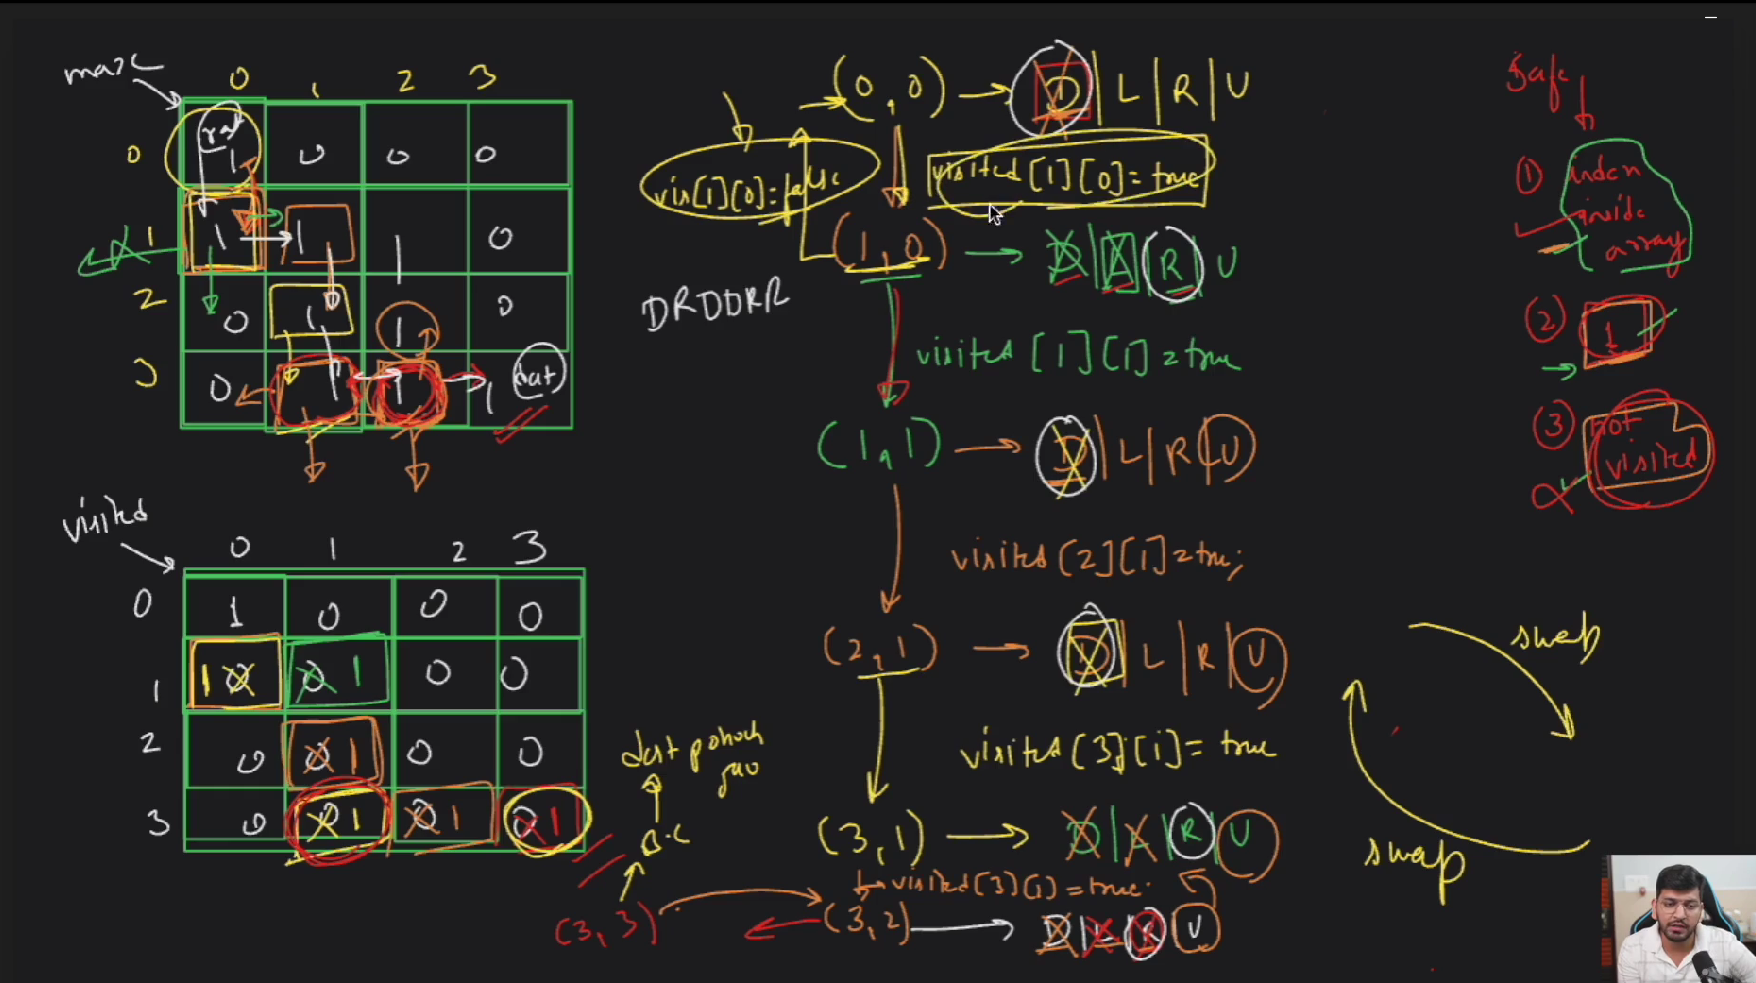 maze
0 1 2 3
0 rat 1 0 0 0
1 1 1 1 0
2 0 1 1 0
3 0 1 1 1
visited
0 1 2 3
0 1 0 0 0
1 1 0 0 1 0 0
2 0 0 1 0 0
3 0 0 1 0 1 0 1
(0,0) → D | L | R | U
vis[1][0]=false
visited [1][0]=true
(1,0) → D | L | R | U
DRDDRR
visited [1][1]=true
(1,1) → D | L | R | U
visited [2][1]=true;
(2,1) → D | L | R | U
visited [3][1]= true
(3,1) → D | L | R | U
visited [3][1]=true.
(3,2) → D | L | R | U
(3,3)
B.C
Safe
① index
inside
array
② 1
③ not
visited
swap
swap